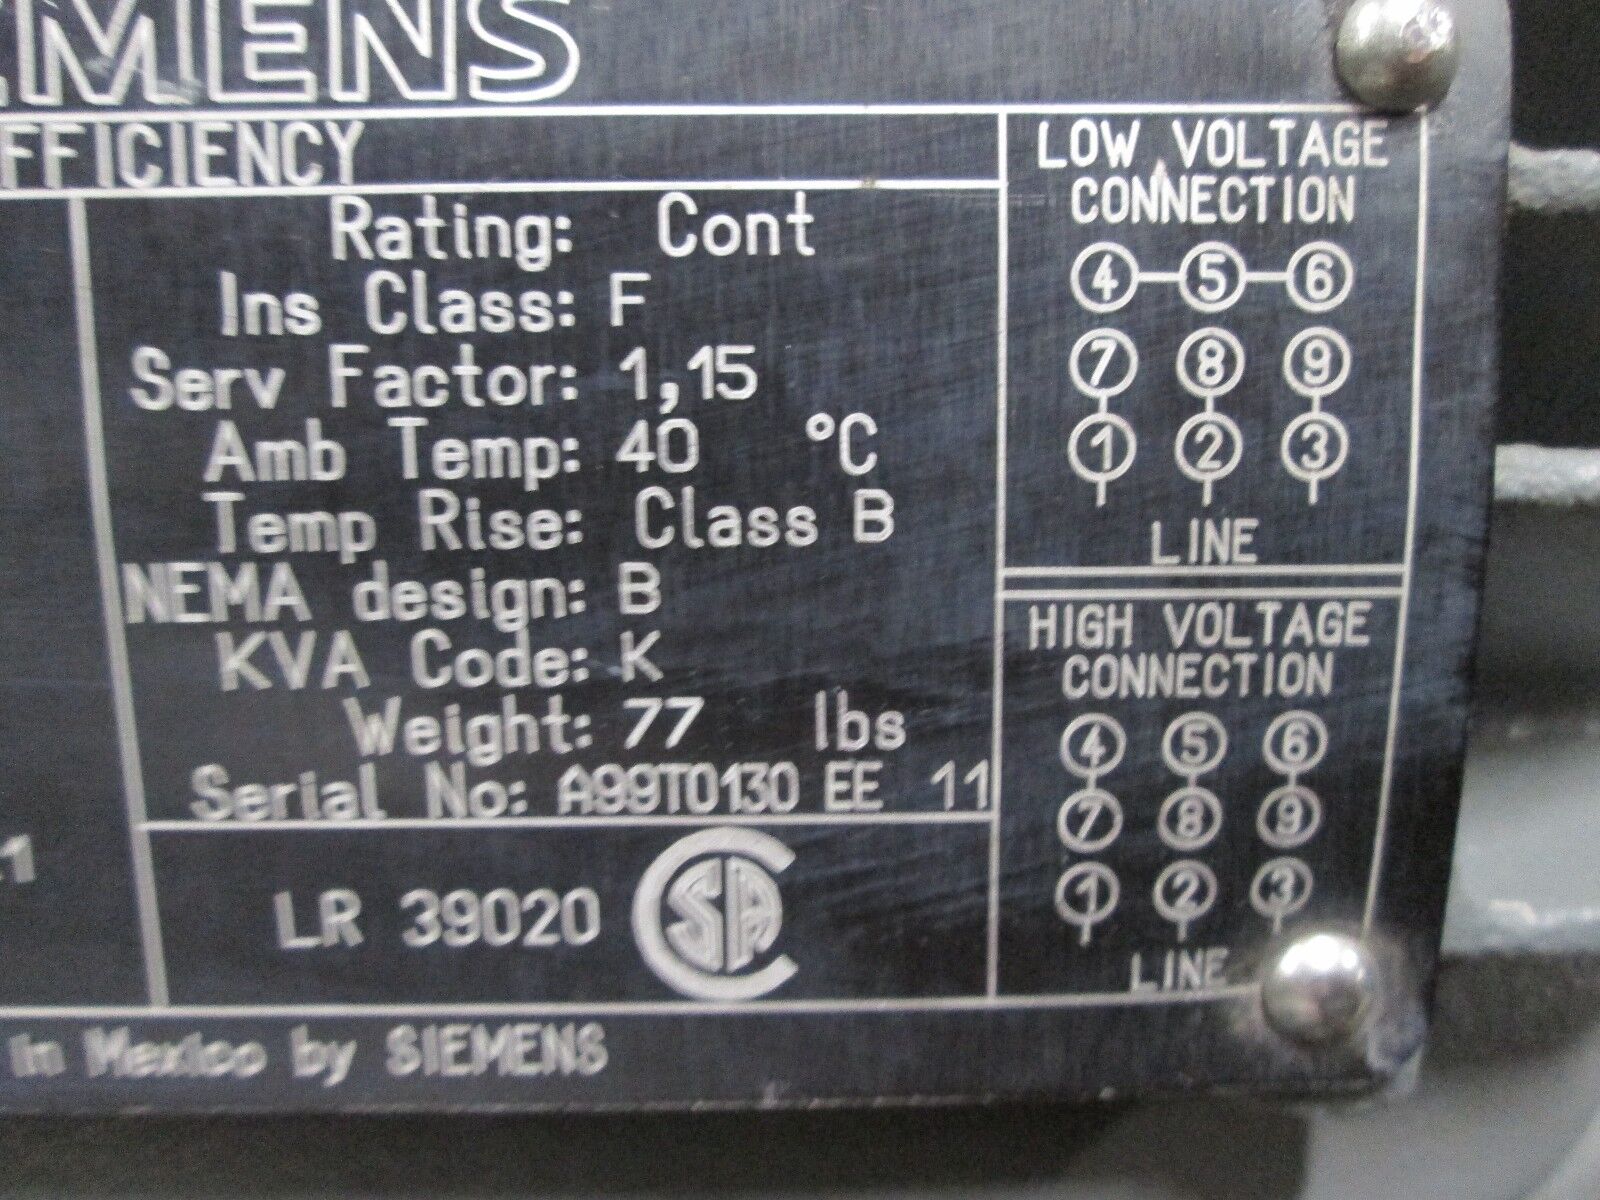 EMENS
FFICIENCY
Rating: Cont
Ins Class: F
Serv Factor: 1,15
Amb Temp: 40 °C
Temp Rise: Class B
NEMA design: B
KVA Code: K
Weight: 77 lbs
Serial No: A99T0130 EE 11
1
LR 39020 CSA
in Mexico by SIEMENS
LOW VOLTAGE
CONNECTION
4 5 6
7 8 9
1 2 3
LINE
HIGH VOLTAGE
CONNECTION
4 5 6
7 8 9
1 2 3
LINE